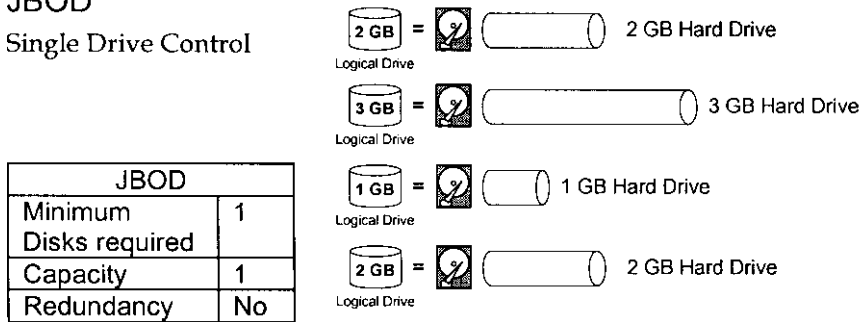 JBOD
Single Drive Control
2 GB = 2 GB Hard Drive
Logical Drive
3 GB = 3 GB Hard Drive
Logical Drive
1 GB = 1 GB Hard Drive
Logical Drive
2 GB = 2 GB Hard Drive
Logical Drive
JBOD
Minimum 1
Disks required
Capacity 1
Redundancy No